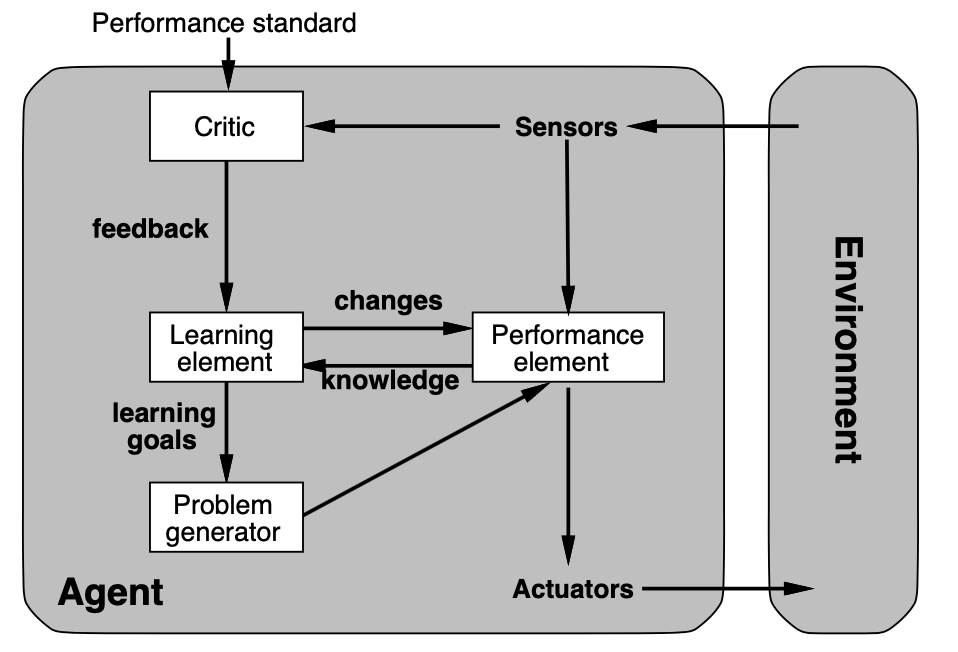 Performance standard
Critic
Sensors
feedback
changes
Learning
element
Performance
element
knowledge
learning
goals
Problem
generator
Agent
Actuators
Environment